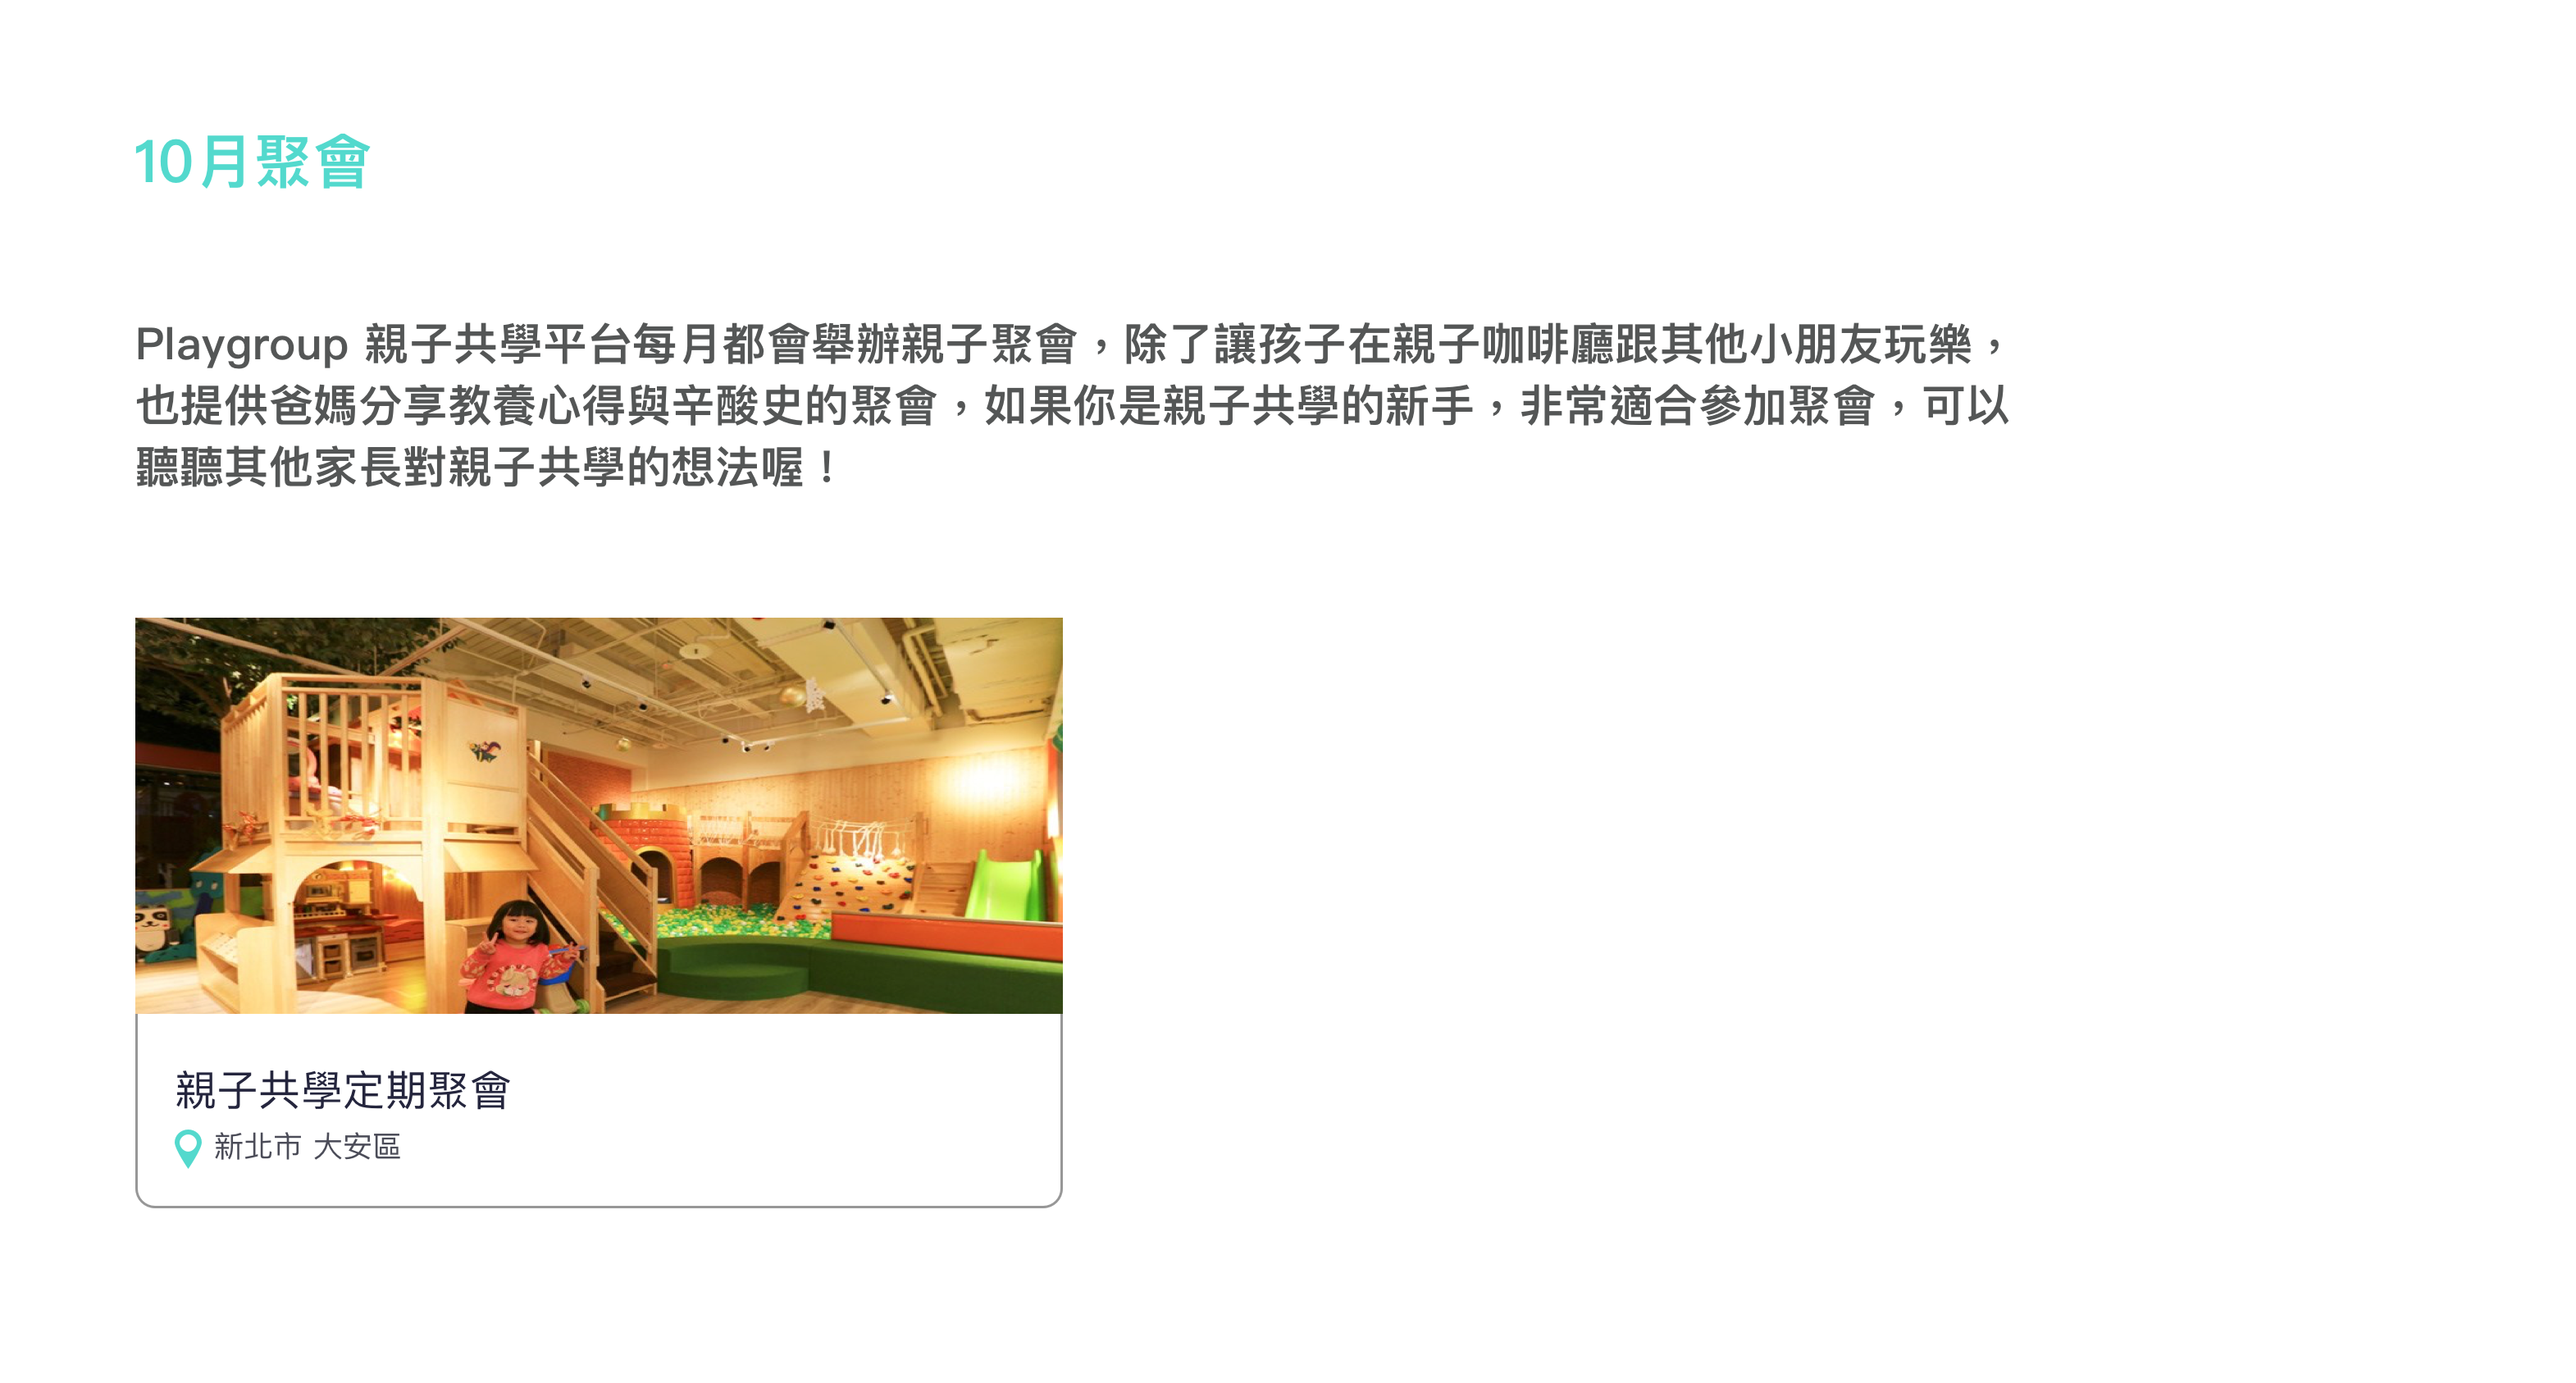 10月聚會
Playgroup 親子共學平台每月都會舉辦親子聚會，除了讓孩子在親子咖啡廳跟其他小朋友玩樂，
也提供爸媽分享教養心得與辛酸史的聚會，如果你是親子共學的新手，非常適合參加聚會，可以
聽聽其他家長對親子共學的想法喔！
親子共學定期聚會
新北市 大安區